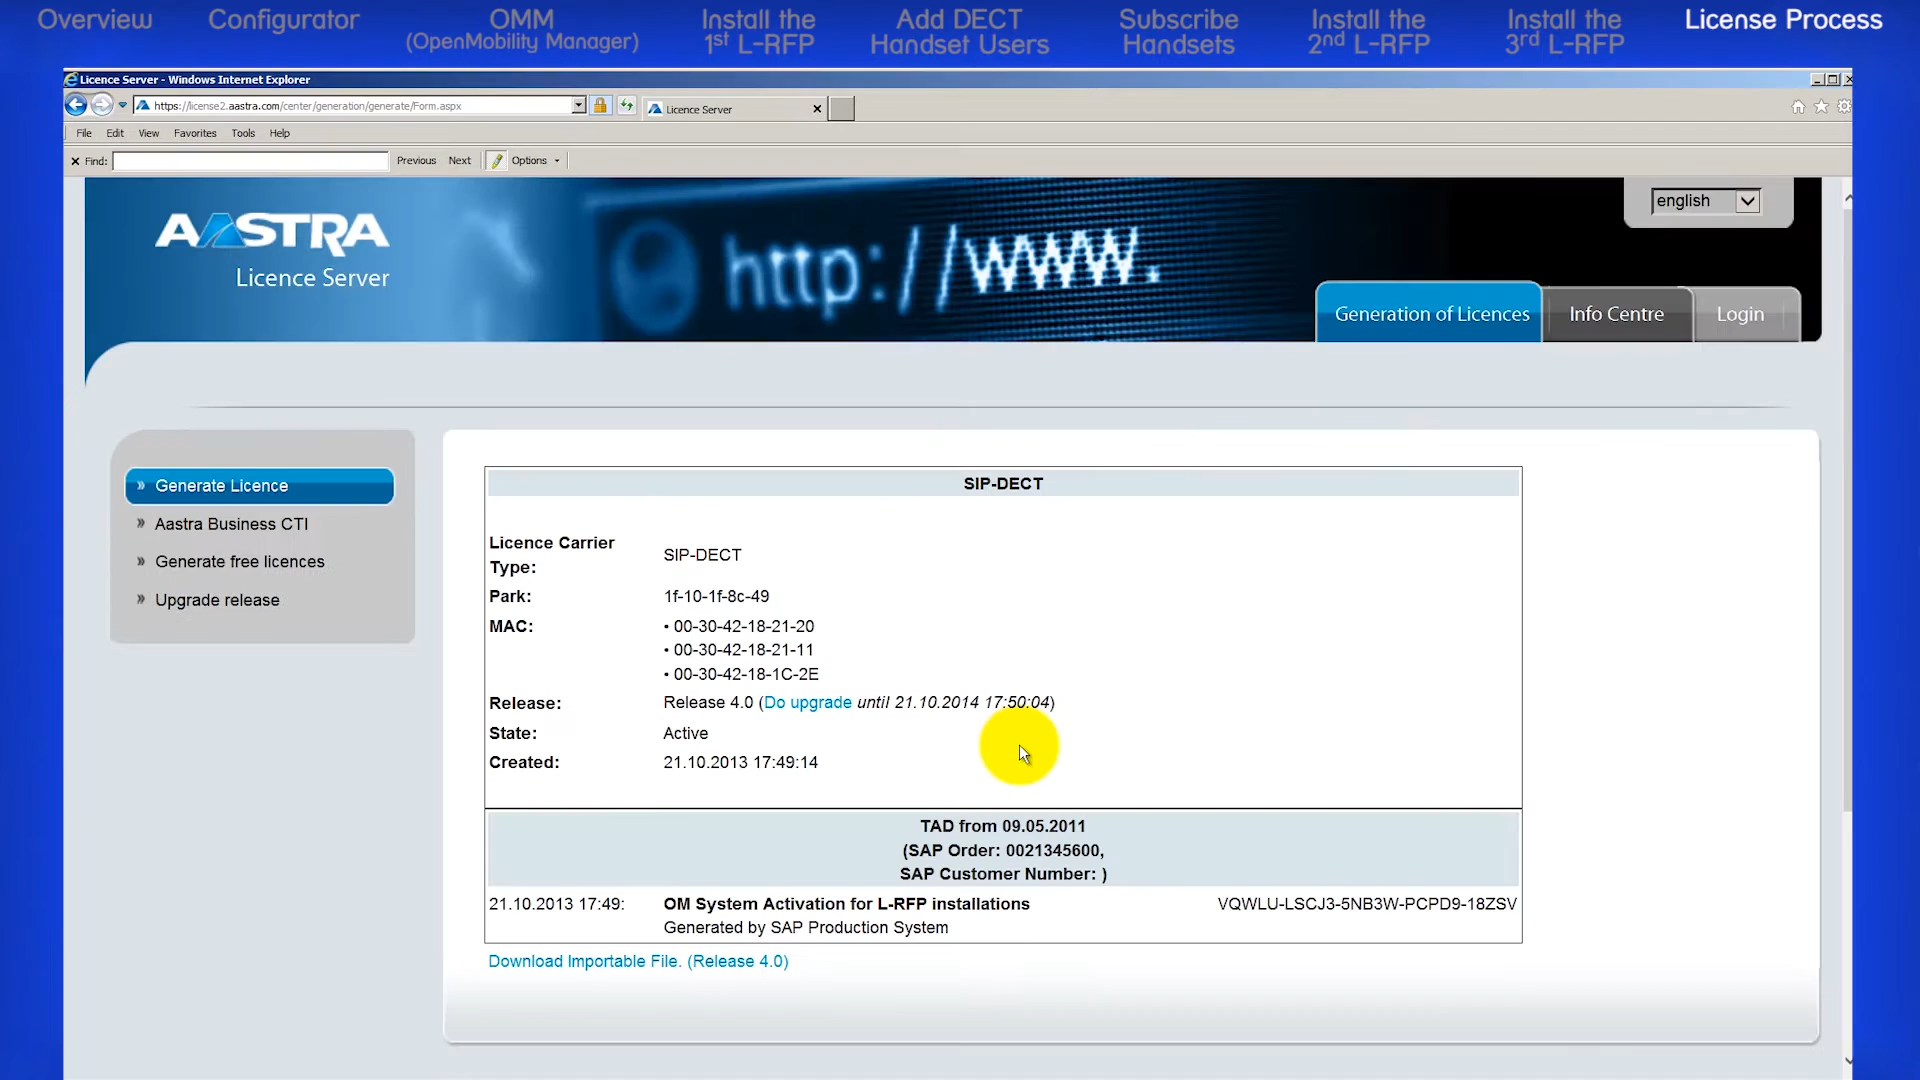 Overview
Configurator
OMM
(OpenMobility Manager)
Install the
1st L-RFP
Add DECT
Handset Users
Subscribe
Handsets
Install the
2nd L-RFP
Install the
3rd L-RFP
License Process
Licence Server - Windows Internet Explorer
https://license2.aastra.com/center/generation/generate/Form.aspx
Licence Server
File Edit View Favorites Tools Help
Find: Previous Next Options
AASTRA
Licence Server
http://www.
english
Generation of Licences
Info Centre
Login
» Generate Licence
» Aastra Business CTI
» Generate free licences
» Upgrade release
SIP-DECT
Licence Carrier
Type:
SIP-DECT
Park: 1f-10-1f-8c-49
MAC: • 00-30-42-18-21-20
• 00-30-42-18-21-11
• 00-30-42-18-1C-2E
Release: Release 4.0 (Do upgrade until 21.10.2014 17:50:04)
State: Active
Created: 21.10.2013 17:49:14
TAD from 09.05.2011
(SAP Order: 0021345600,
SAP Customer Number: )
21.10.2013 17:49: OM System Activation for L-RFP installations VQWLU-LSCJ3-5NB3W-PCPD9-18ZSV
Generated by SAP Production System
Download Importable File. (Release 4.0)